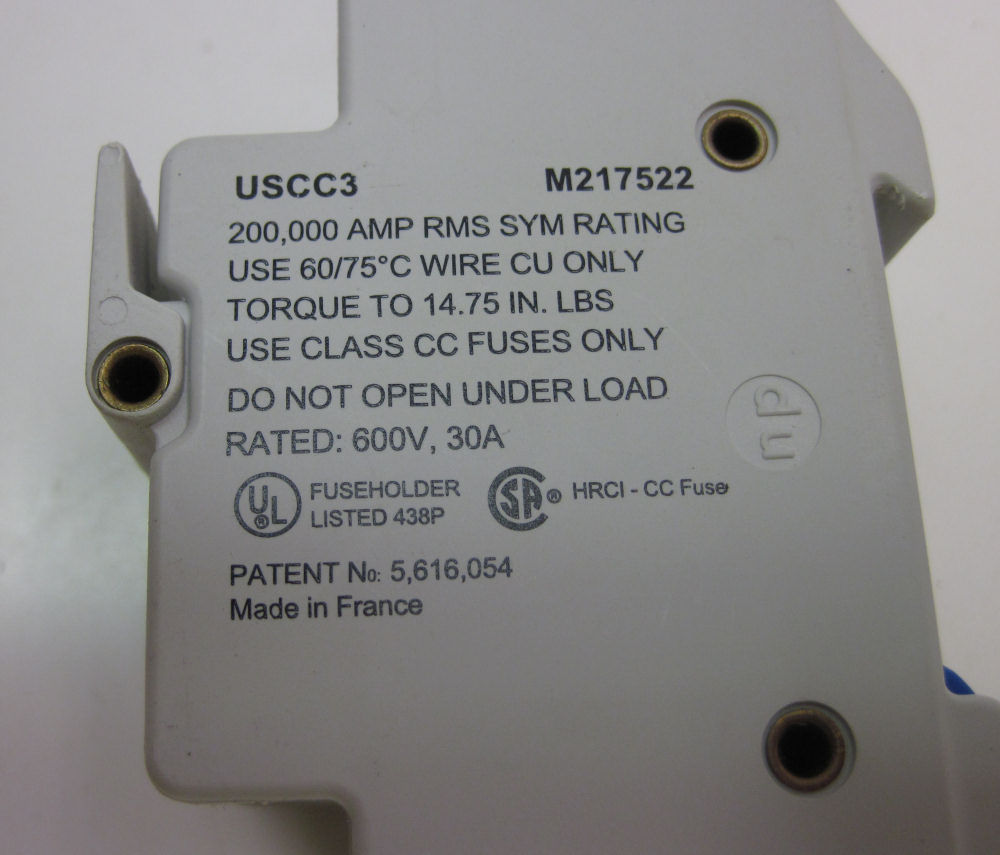 USCC3 M217522
200,000 AMP RMS SYM RATING
USE 60/75°C WIRE CU ONLY
TORQUE TO 14.75 IN. LBS
USE CLASS CC FUSES ONLY
DO NOT OPEN UNDER LOAD
RATED: 600V, 30A
UL® FUSEHOLDER LISTED 438P
SA® HRCI - CC Fuse
PATENT No: 5,616,054
Made in France